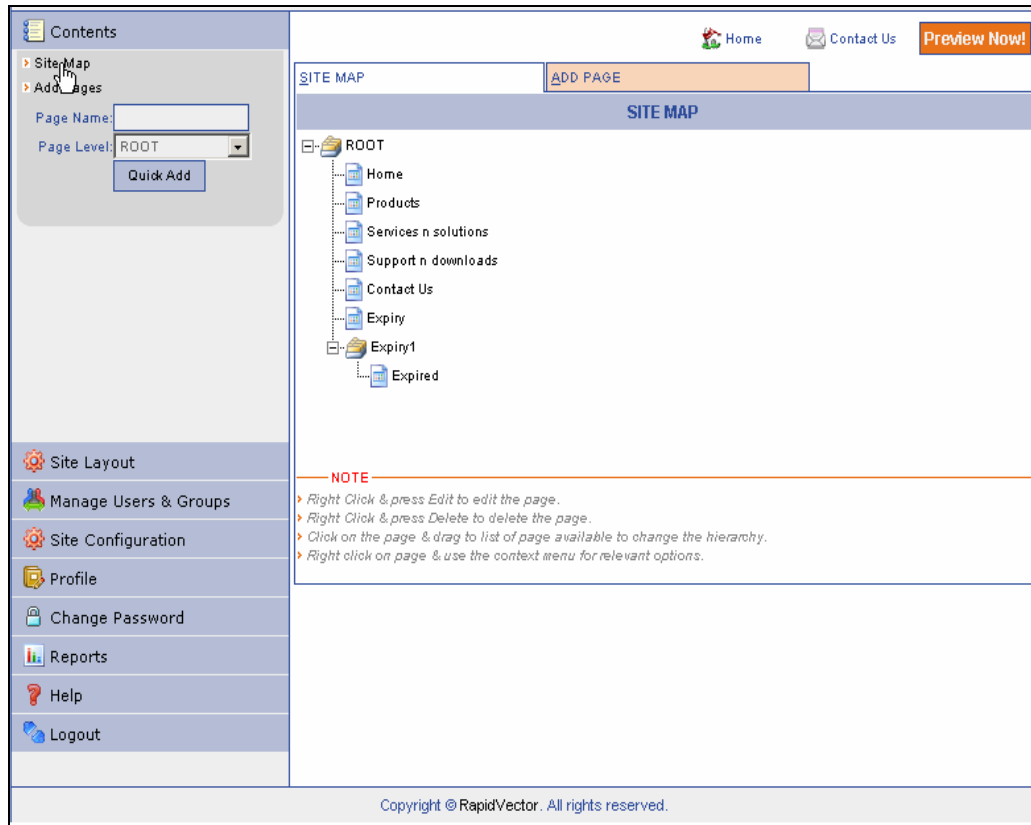 Contents
Site Map
Add Pages
Page Name:
Page Level: ROOT
Quick Add
Site Layout
Manage Users & Groups
Site Configuration
Profile
Change Password
Reports
Help
Logout
Home
Contact Us
Preview Now!
SITE MAP
ADD PAGE
SITE MAP
ROOT
Home
Products
Services n solutions
Support n downloads
Contact Us
Expiry
Expiry1
Expired
NOTE
Right Click & press Edit to edit the page.
Right Click & press Delete to delete the page.
Click on the page & drag to list of page available to change the hierarchy.
Right click on page & use the context menu for relevant options.
Copyright © RapidVector. All rights reserved.